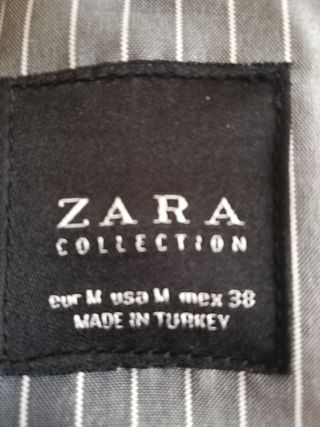 ZARA
COLLECTION
eur M usa M mex 38
MADE IN TURKEY